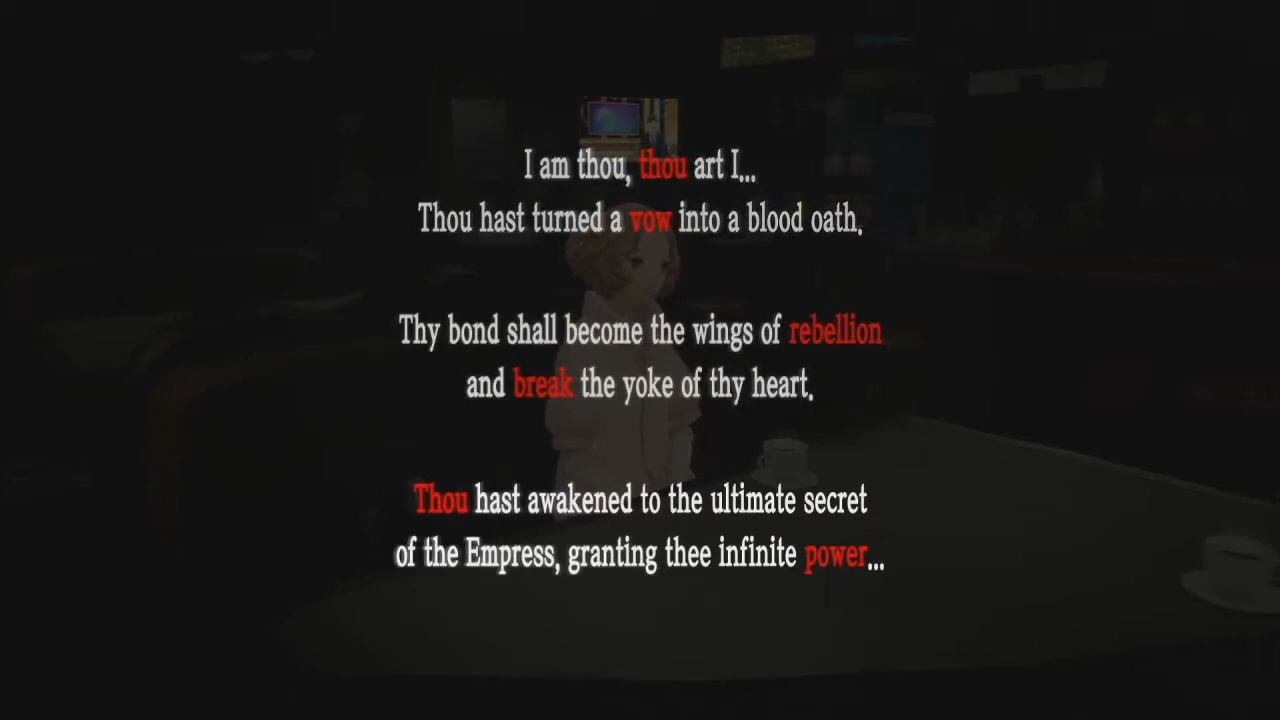 I am thou, thou art I...
Thou hast turned a vow into a blood oath.
Thy bond shall become the wings of rebellion
and break the yoke of thy heart.
Thou hast awakened to the ultimate secret
of the Empress, granting thee infinite power...